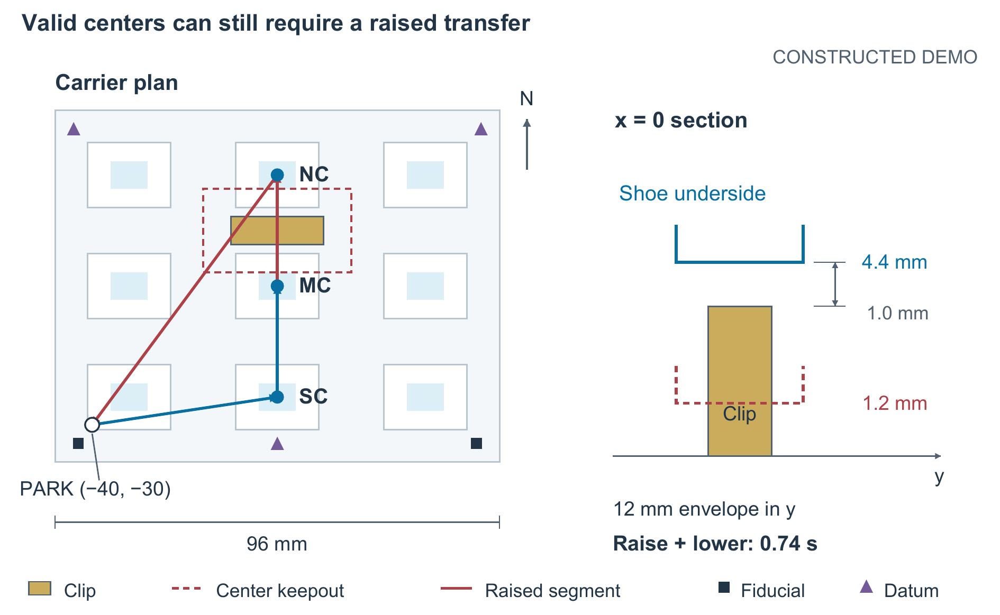 Valid centers can still require a raised transfer
CONSTRUCTED DEMO
Carrier plan
N
x = 0 section
NC
Shoe underside
4.4 mm
MC
1.0 mm
SC
1.2 mm
Clip
y
PARK (−40, −30)
12 mm envelope in y
96 mm
Raise + lower: 0.74 s
Clip
Center keepout
Raised segment
Fiducial
Datum